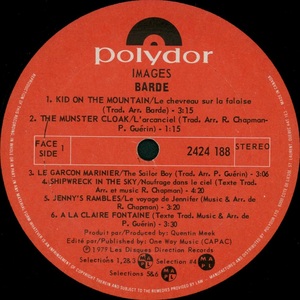 polydor
IMAGES
BARDE
1. KID ON THE MOUNTAIN/Le chevreau sur la falaise
(Trad. Arr. Barde) - 3:15
2. THE MUNSTER CLOAK/L'arcanciel (Trad. Arr. R. Chapman-
P. Guérin) - 1:15
FACE
SIDE 1
2424 188 STEREO
3. LE GARCON MARINIER/The Sailor Boy (Trad. Arr. P. Guérin) - 3:06
4. SHIPWRECK IN THE SKY/Naufrage dans le ciel (Texte Trad.
Arr. et music R. Chapman) - 4:20
5. JENNY'S RAMBLES/Le voyage de Jennifer (Music & Arr. de
R. Chapman) - 3:20
6. A LA CLAIRE FONTAINE (Texte Trad. Music & Arr. de
P. Guérin) - 3:30
Produit par/Produced by: Quentin Meek
Edité par/Published by: One Way Music (CAPAC)
℗ 1979 Les Disques Direction Records
Selections 1,2&3
Selection #4
Selections 5&6